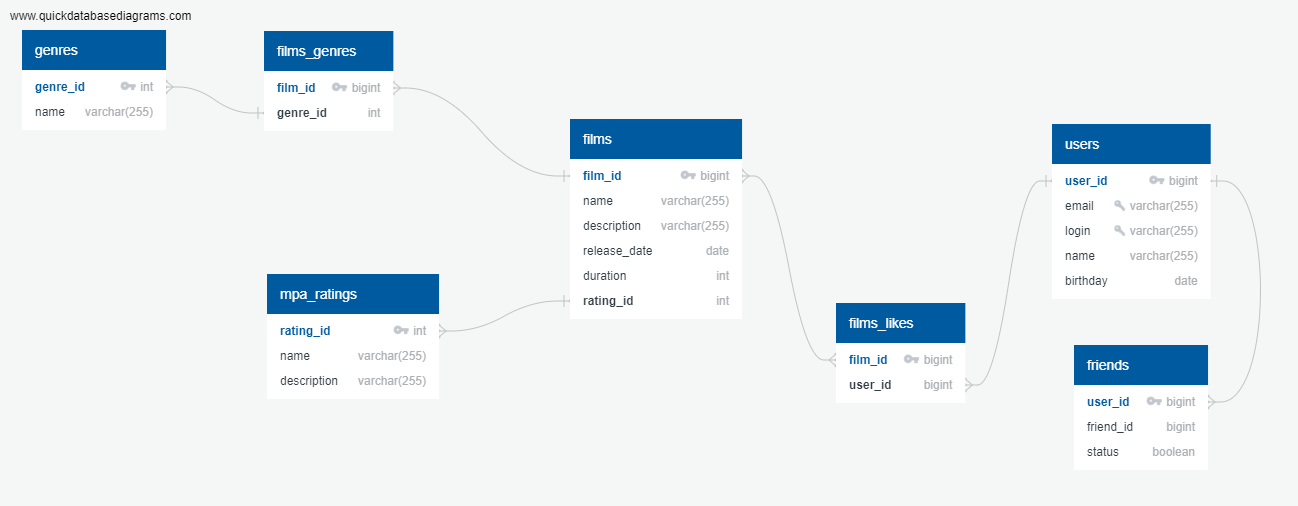 www.quickdatabasediagrams.com
genres
genre_id int
name varchar(255)
films_genres
film_id bigint
genre_id int
films
film_id bigint
name varchar(255)
description varchar(255)
release_date date
duration int
rating_id int
mpa_ratings
rating_id int
name varchar(255)
description varchar(255)
films_likes
film_id bigint
user_id bigint
users
user_id bigint
email varchar(255)
login varchar(255)
name varchar(255)
birthday date
friends
user_id bigint
friend_id bigint
status boolean